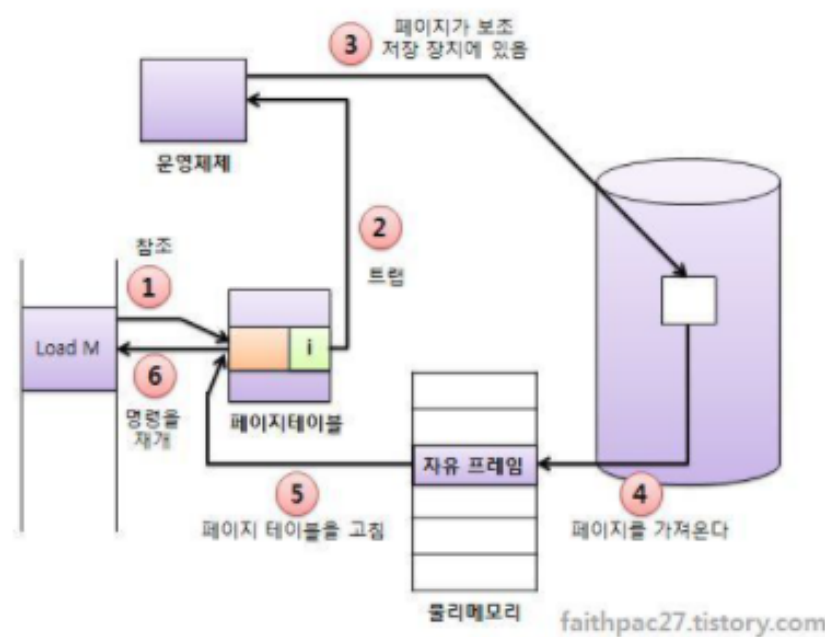 3
페이지가 보조
저장 장치에 있음
운영체제
2
트랩
참조
1
Load M
i
6
명령을
재개
페이지테이블
자유 프레임
5
페이지 테이블을 고침
4
페이지를 가져온다
물리메모리
faithpac27.tistory.com